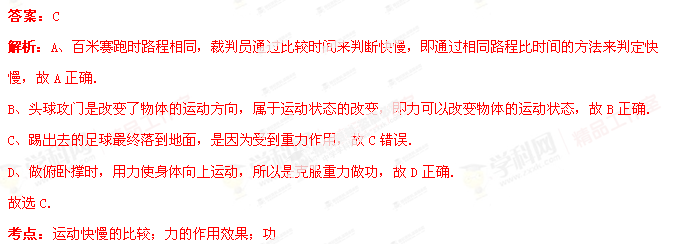 答案：C
解析：A、百米赛跑时路程相同，裁判员通过比较时间来判断快慢，即通过相同路程比时间的方法来判定快
慢，故 A 正确.
B、头球攻门是改变了物体的运动方向，属于运动状态的改变，即力可以改变物体的运动状态，故 B 正确.
C、踢出去的足球最终落到地面，是因为受到重力作用，故 C 错误.
D、做俯卧撑时，用力使身体向上运动，所以是克服重力做功，故 D 正确.
故选 C.
考点：运动快慢的比较；力的作用效果；功
学科网